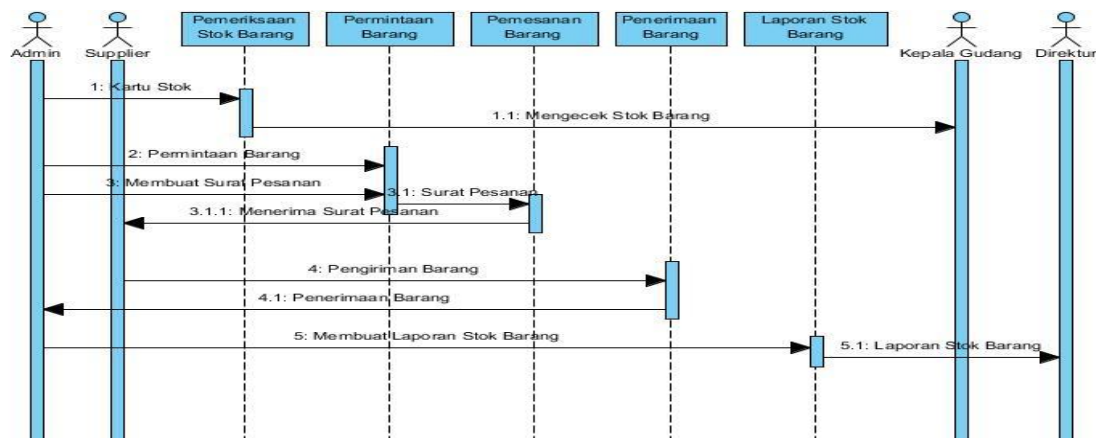 Pemeriksaan
Stok Barang
Permintaan
Barang
Pemesanan
Barang
Penerimaan
Barang
Laporan Stok
Barang
Admin
Supplier
Kepala Gudang
Direktur
1: Kartu Stok
1.1: Mengecek Stok Barang
2: Permintaan Barang
3: Membuat Surat Pesanan
3.1: Surat Pesanan
3.1.1: Menerima Surat Pesanan
4: Pengiriman Barang
4.1: Penerimaan Barang
5: Membuat Laporan Stok Barang
5.1: Laporan Stok Barang